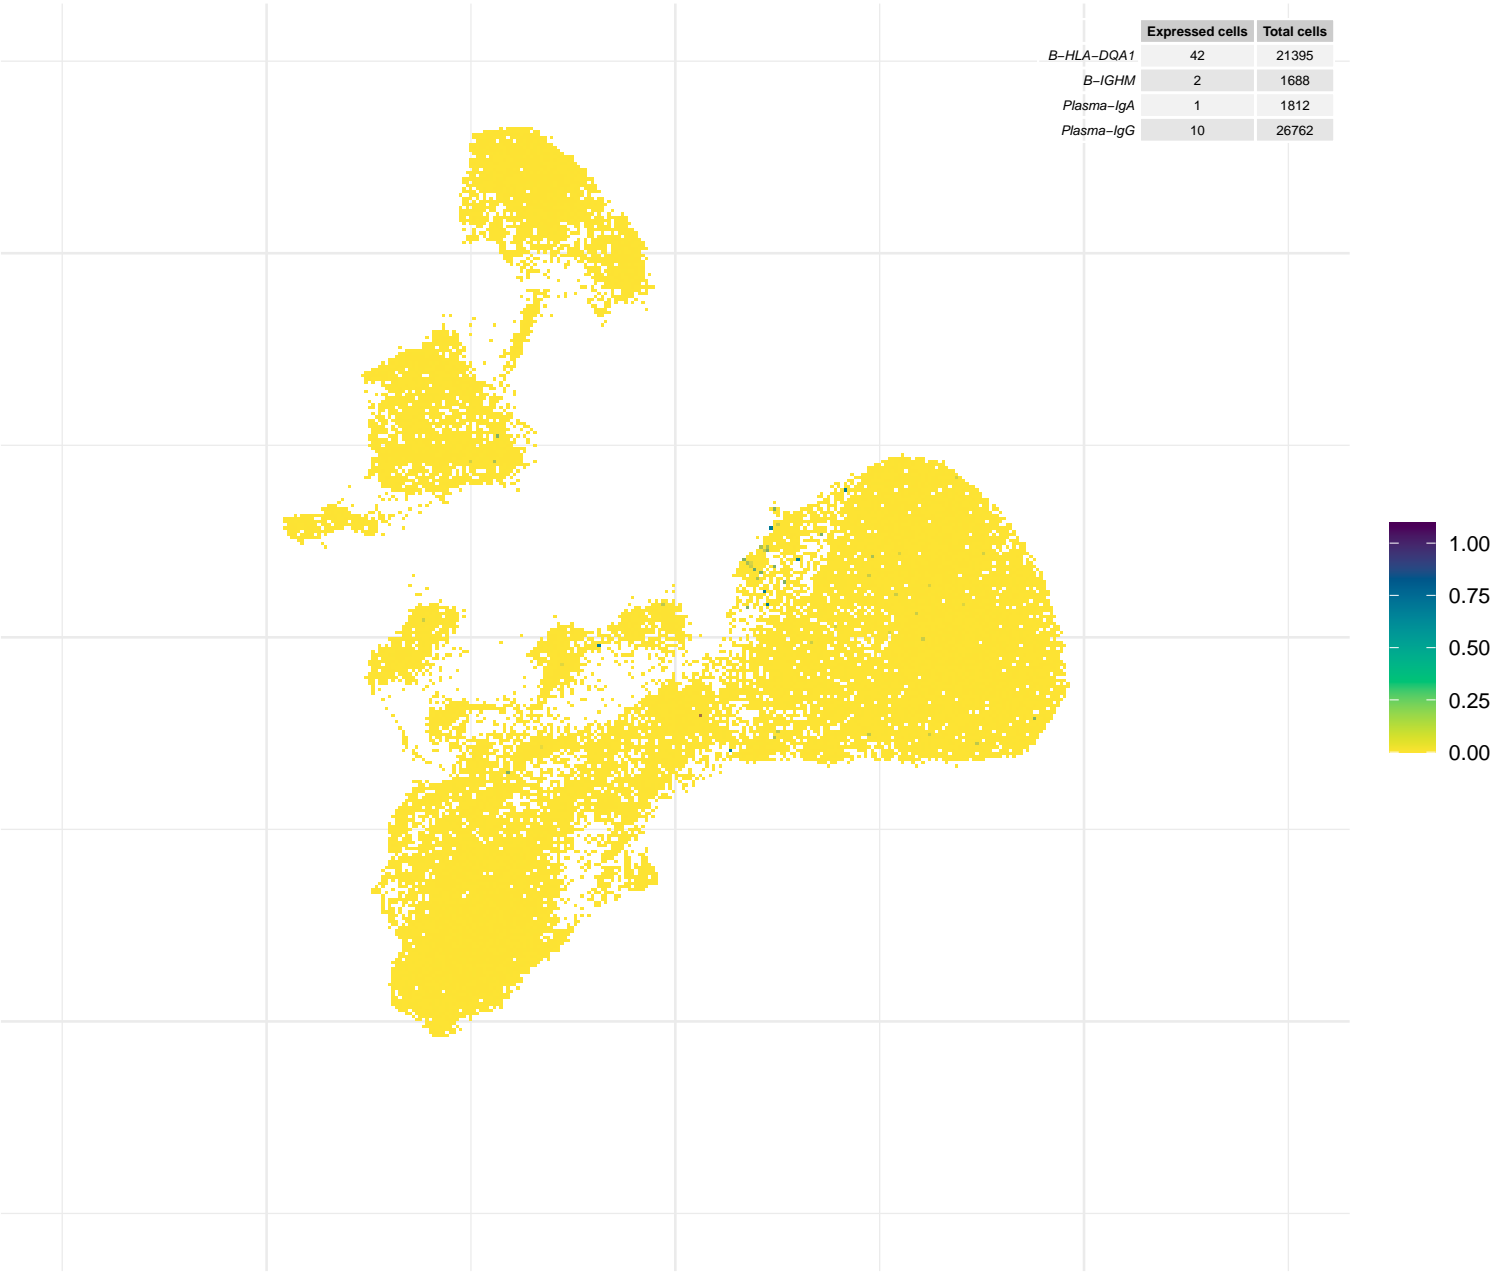 Expressed cells Total cells
B−HLA−DQA1 42 21395
B−IGHM 2 1688
Plasma−IgA 1 1812
Plasma−IgG 10 26762
1.00
0.75
0.50
0.25
0.00